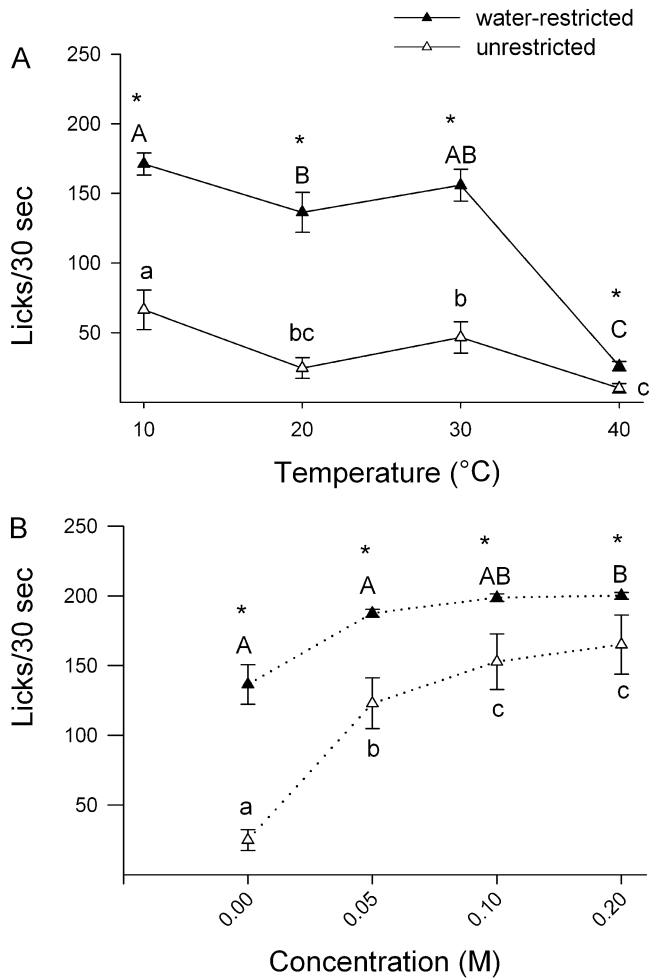 water-restricted
unrestricted
A
250
200
150
100
50
Licks/30 sec
*
A
*
B
*
AB
*
C
a
bc
b
c
10 20 30 40
Temperature (°C)
B
250
200
150
100
50
Licks/30 sec
*
A
*
A
*
AB
*
B
a
b
c
c
0.00 0.05 0.10 0.20
Concentration (M)